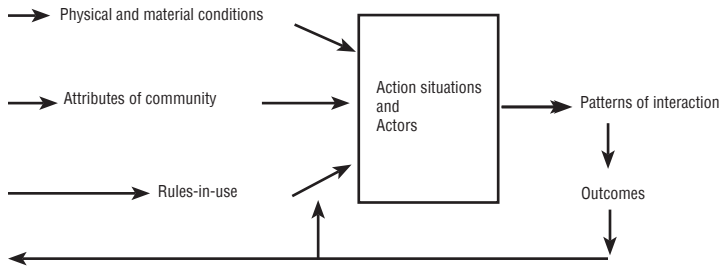 Physical and material conditions
Attributes of community
Rules-in-use
Action situations
and
Actors
Patterns of interaction
Outcomes